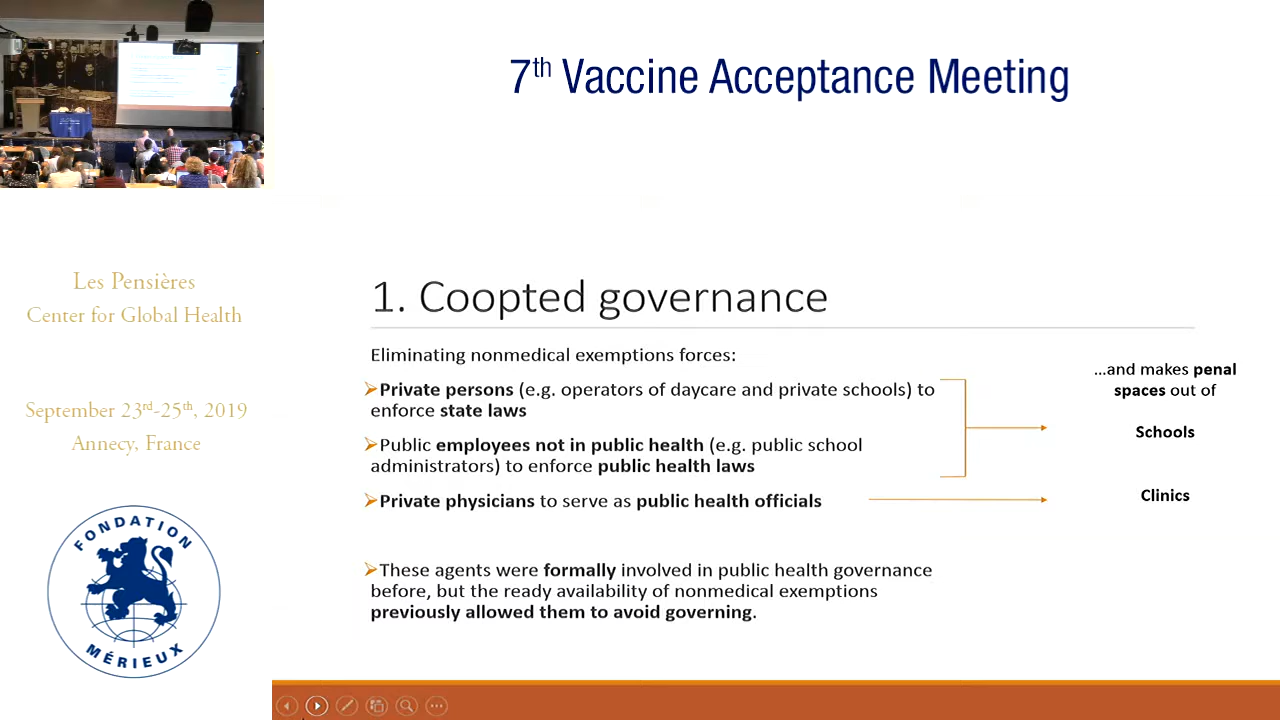 7th Vaccine Acceptance Meeting
Les Pensières
Center for Global Health
September 23rd-25th, 2019
Annecy, France
FONDATION
MÉRIEUX
1. Coopted governance
Eliminating nonmedical exemptions forces:
Private persons (e.g. operators of daycare and private schools) to
enforce state laws
Public employees not in public health (e.g. public school
administrators) to enforce public health laws
Private physicians to serve as public health officials
These agents were formally involved in public health governance
before, but the ready availability of nonmedical exemptions
previously allowed them to avoid governing.
...and makes penal
spaces out of
Schools
Clinics